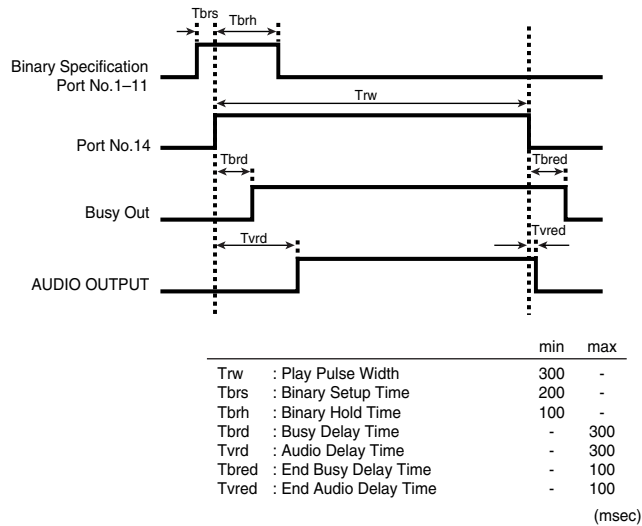 Tbrs
Tbrh
Binary Specification
Port No.1–11
Trw
Port No.14
Tbrd
Tbred
Busy Out
Tvrd
Tvred
AUDIO OUTPUT
min max
Trw : Play Pulse Width 300 -
Tbrs : Binary Setup Time 200 -
Tbrh : Binary Hold Time 100 -
Tbrd : Busy Delay Time - 300
Tvrd : Audio Delay Time - 300
Tbred : End Busy Delay Time - 100
Tvred : End Audio Delay Time - 100
(msec)